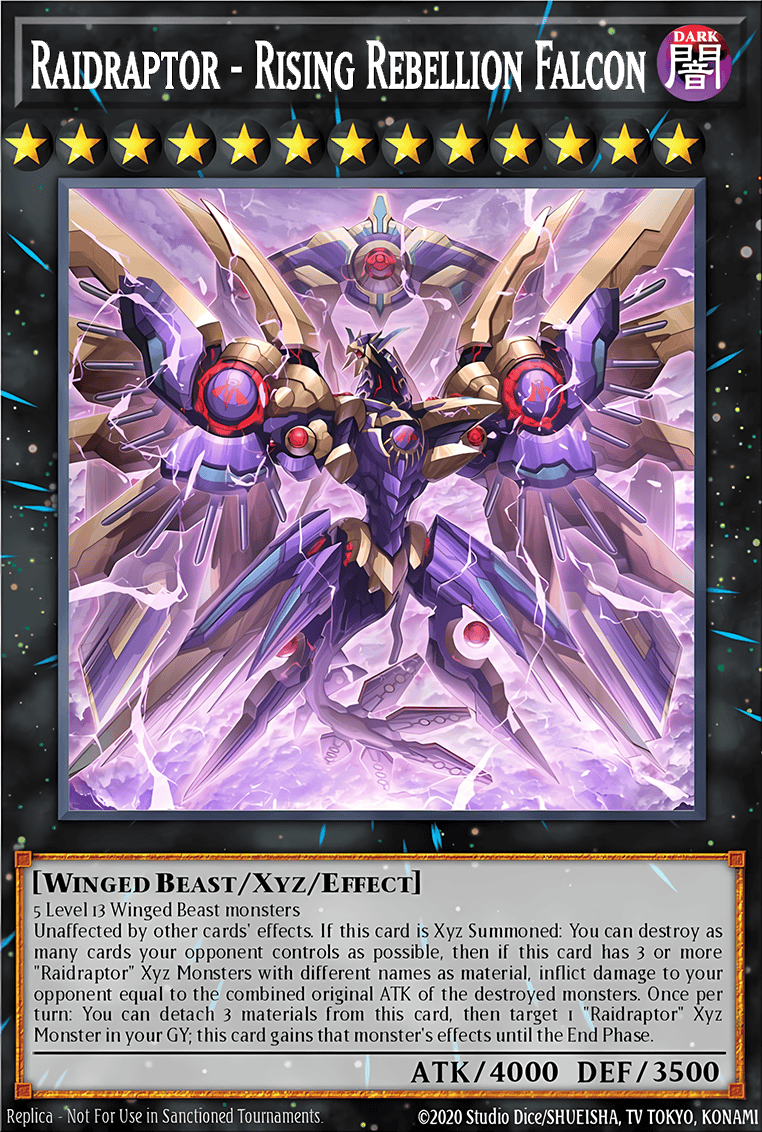 Raidraptor - Rising Rebellion Falcon
DARK
闇
[Winged Beast/Xyz/Effect]
5 Level 13 Winged Beast monsters
Unaffected by other cards' effects. If this card is Xyz Summoned: You can destroy as
many cards your opponent controls as possible, then if this card has 3 or more
"Raidraptor" Xyz Monsters with different names as material, inflict damage to your
opponent equal to the combined original ATK of the destroyed monsters. Once per
turn: You can detach 3 materials from this card, then target 1 "Raidraptor" Xyz
Monster in your GY; this card gains that monster's effects until the End Phase.
ATK/4000 DEF/3500
Replica - Not For Use in Sanctioned Tournaments.
©2020 Studio Dice/SHUEISHA, TV TOKYO, KONAMI